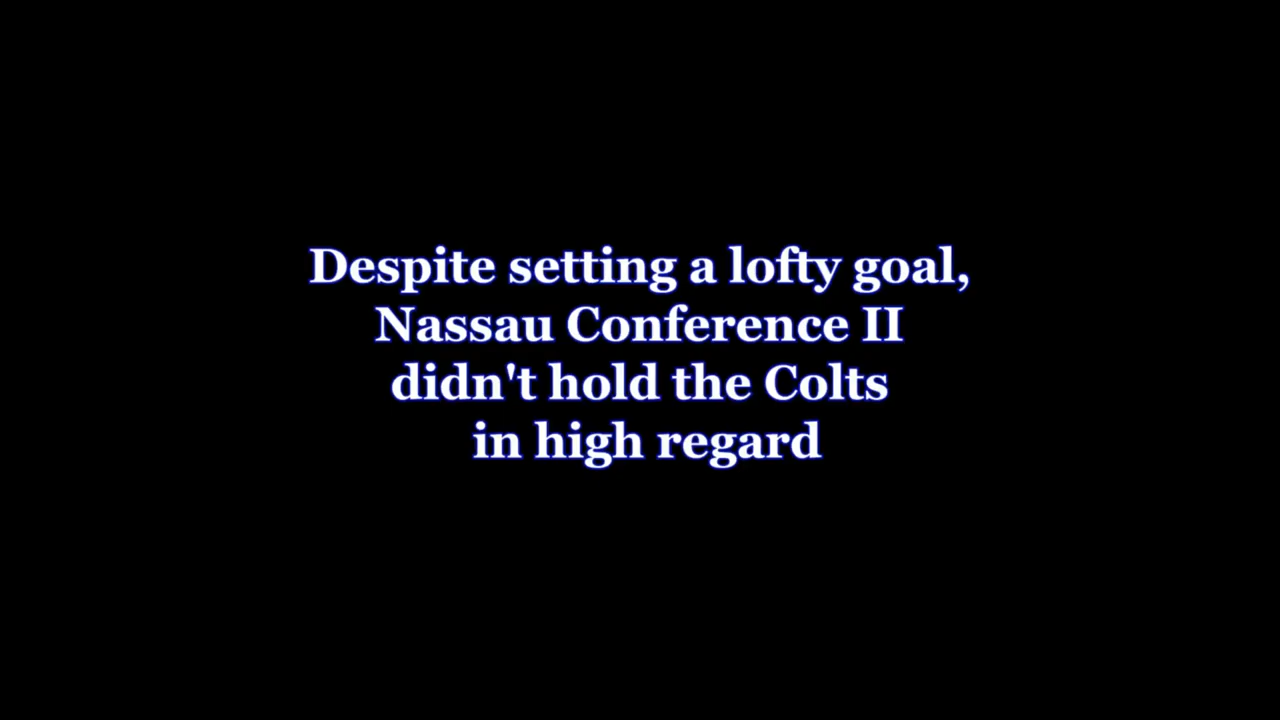 Despite setting a lofty goal,
Nassau Conference II
didn't hold the Colts
in high regard